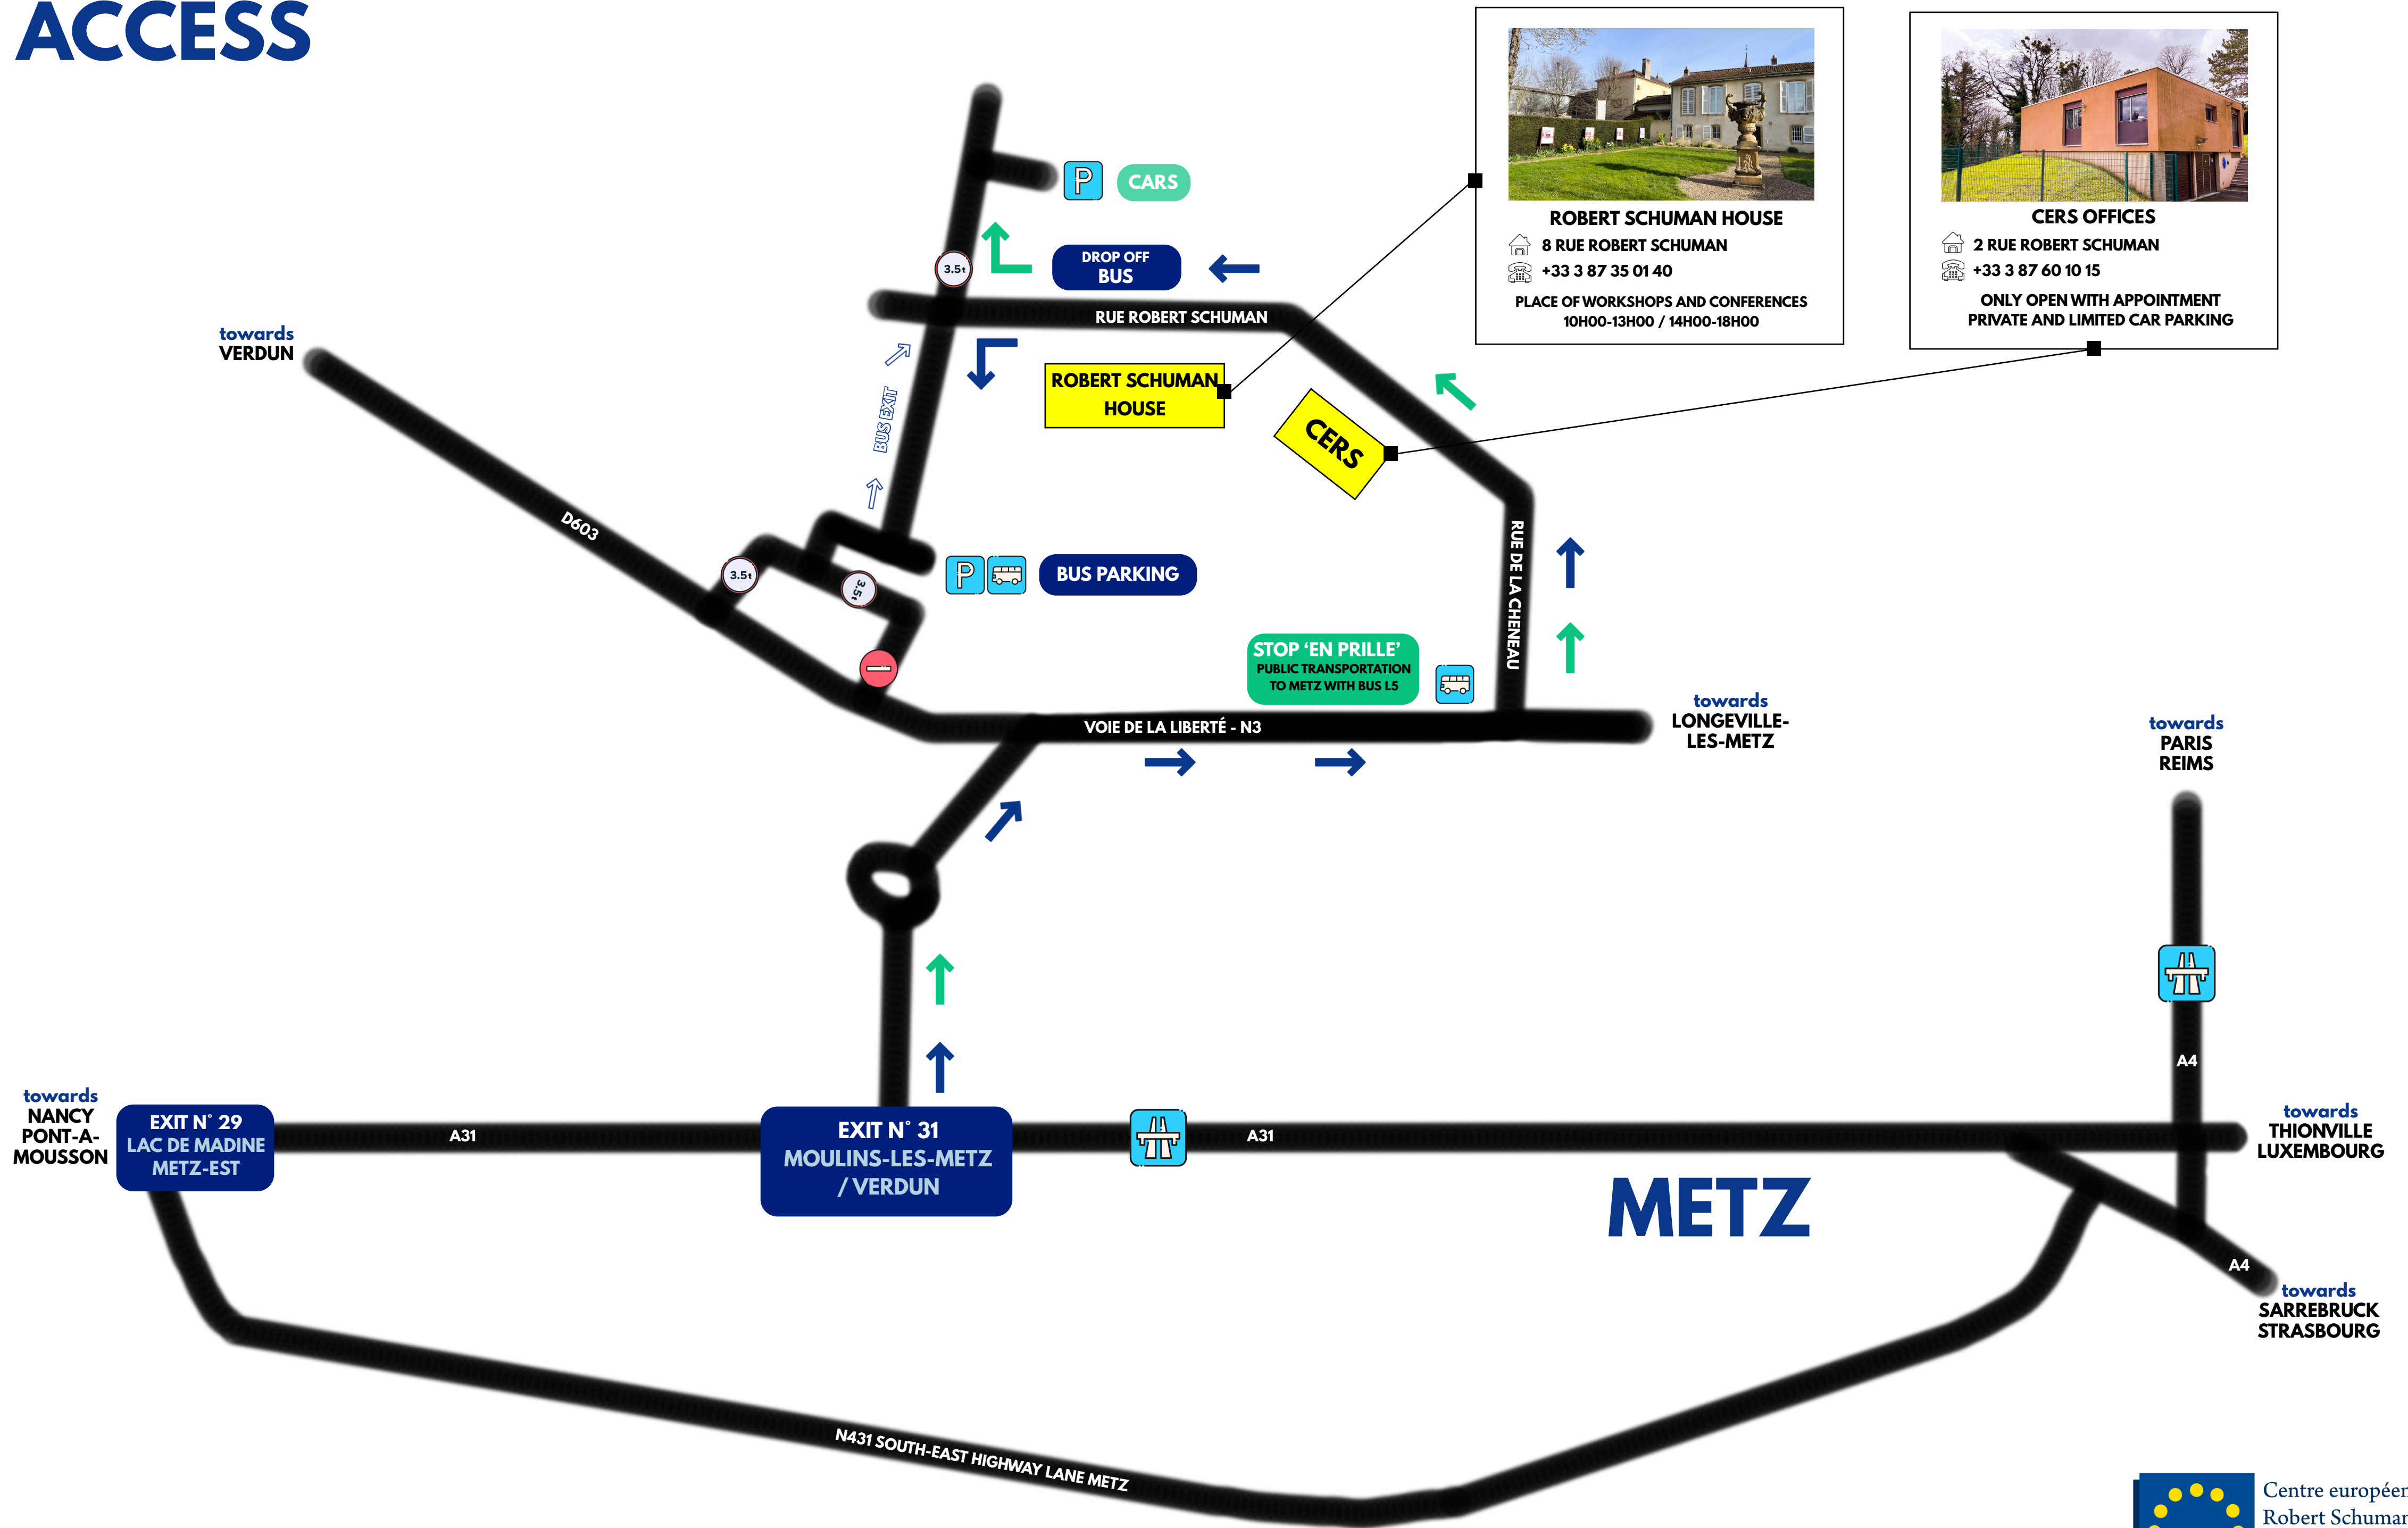 ACCESS
ROBERT SCHUMAN HOUSE
8 RUE ROBERT SCHUMAN
+33 3 87 35 01 40
PLACE OF WORKSHOPS AND CONFERENCES
10H00-13H00 / 14H00-18H00
CERS OFFICES
2 RUE ROBERT SCHUMAN
+33 3 87 60 10 15
ONLY OPEN WITH APPOINTMENT
PRIVATE AND LIMITED CAR PARKING
P
CARS
3.5t
DROP OFF
BUS
RUE ROBERT SCHUMAN
towards
VERDUN
BUS EXIT
ROBERT SCHUMAN
HOUSE
CERS
D603
3.5t
3.5t
P
BUS PARKING
RUE DE LA CHENEAU
STOP ‘EN PRILLE’
PUBLIC TRANSPORTATION
TO METZ WITH BUS L5
VOIE DE LA LIBERTÉ - N3
towards
LONGEVILLE-
LES-METZ
towards
PARIS
REIMS
A4
towards
NANCY
PONT-A-
MOUSSON
EXIT N° 29
LAC DE MADINE
METZ-EST
A31
EXIT N° 31
MOULINS-LES-METZ
/ VERDUN
A31
towards
THIONVILLE
LUXEMBOURG
METZ
A4
towards
SARREBRUCK
STRASBOURG
N431 SOUTH-EAST HIGHWAY LANE METZ
Centre européen
Robert Schuman